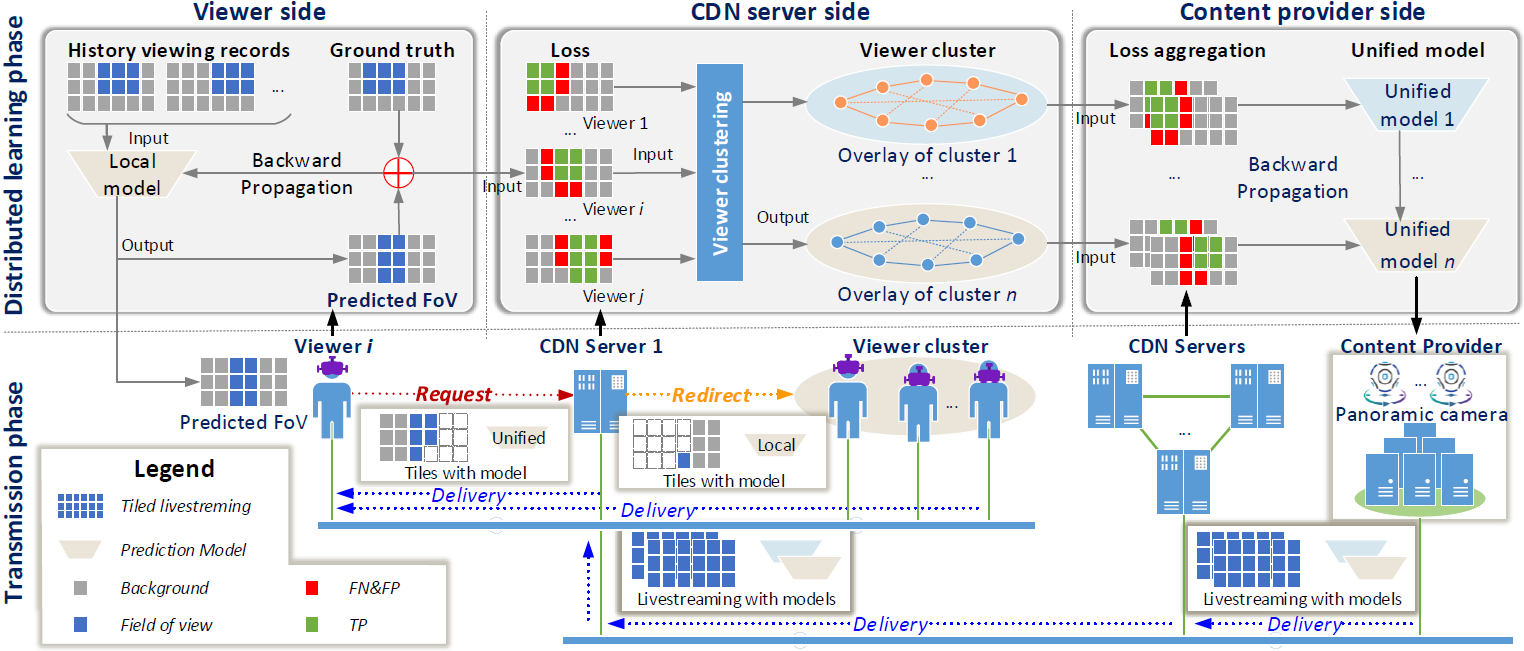 Viewer side
CDN server side
Content provider side
Distributed learning phase
History viewing records
Ground truth
...
Input
Local
model
Backward
Propagation
Output
Predicted FoV
Input
Loss
Viewer 1
...
Viewer i
...
Viewer j
Input
Viewer clustering
Output
Viewer cluster
Overlay of cluster 1
...
Overlay of cluster n
Input
Input
Loss aggregation
...
Unified model
Unified
model 1
Backward
Propagation
...
Unified
model n
Transmission phase
Predicted FoV
Viewer i
Request
Unified
Tiles with model
CDN Server 1
Redirect
Local
Tiles with model
Viewer cluster
...
Delivery
Delivery
CDN Servers
...
Content Provider
...
Panoramic camera
Livestreaming with models
Livestreaming with models
Delivery
Delivery
Legend
Tiled livestreming
Prediction Model
Background
FN&FP
Field of view
TP